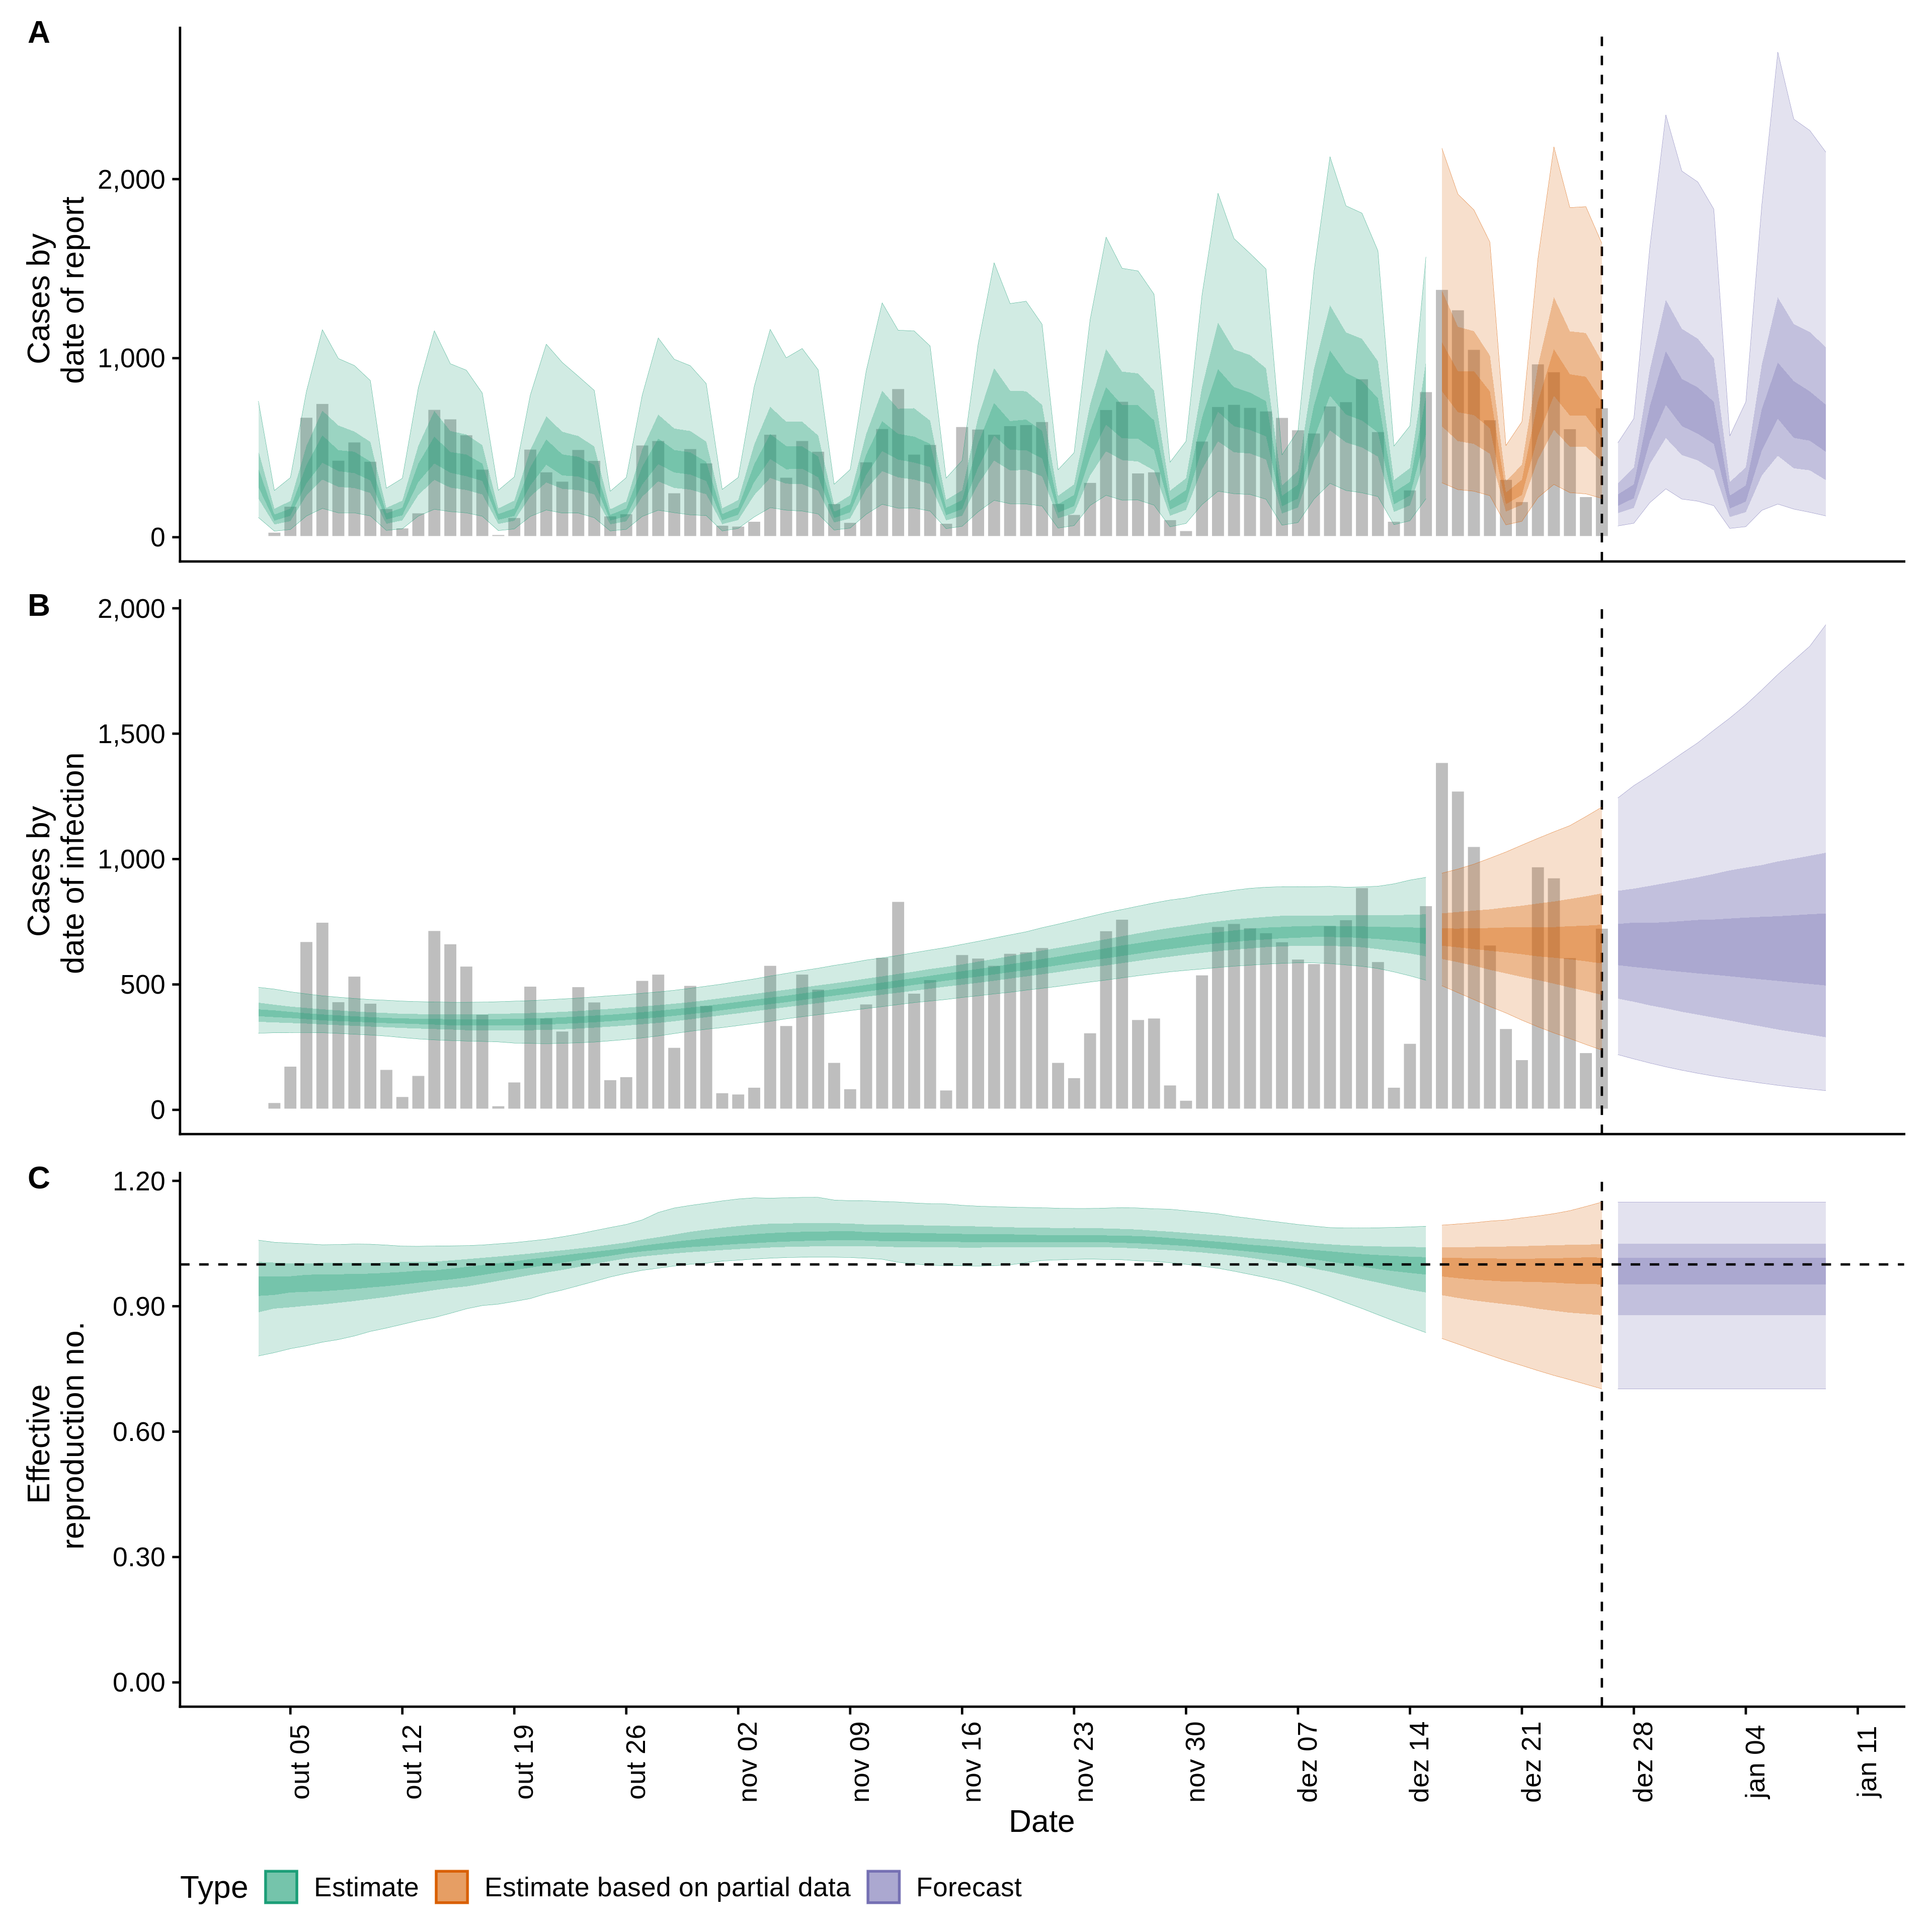 A
Cases by
date of report
2,000
1,000
0
B
Cases by
date of infection
2,000
1,500
1,000
500
0
C
Effective
reproduction no.
1.20
0.90
0.60
0.30
0.00
out 05
out 12
out 19
out 26
nov 02
nov 09
nov 16
nov 23
nov 30
dez 07
dez 14
dez 21
dez 28
jan 04
jan 11
Date
Type Estimate Estimate based on partial data Forecast